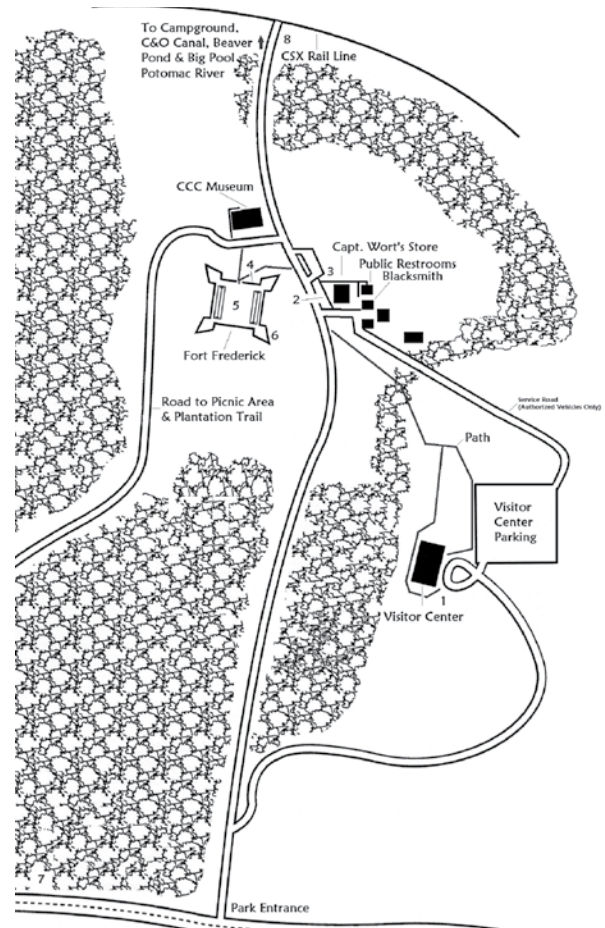 To Campground,
C&O Canal, Beaver
Pond & Big Pool
Potomac River
8
CSX Rail Line
CCC Museum
Capt. Wort's Store
Public Restrooms
Blacksmith
3
4
2
5
6
Fort Frederick
Road to Picnic Area
& Plantation Trail
Service Road
(Authorized Vehicles Only)
Path
Visitor
Center
Parking
1
Visitor Center
7
Park Entrance